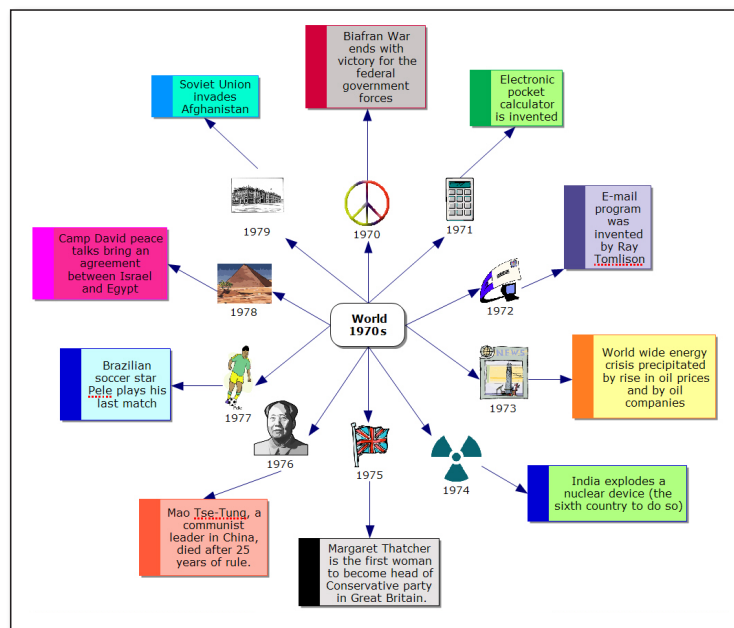 Biafran War
ends with
victory for the
federal
government
forces
1970
Electronic
pocket
calculator
is invented
1971
E-mail
program
was
invented
by Ray
Tomlison
1972
NEWS
World wide energy
crisis precipitated
by rise in oil prices
and by oil
companies
1973
India explodes a
nuclear device (the
sixth country to do so)
1974
Margaret Thatcher
is the first woman
to become head of
Conservative party
in Great Britain.
1975
Mao Tse-Tung, a
communist
leader in China,
died after 25
years of rule.
1976
Brazilian
soccer star
Pele plays his
last match
Pele
1977
Camp David peace
talks bring an
agreement
between Israel
and Egypt
1978
Soviet Union
invades
Afghanistan
1979
World
1970s